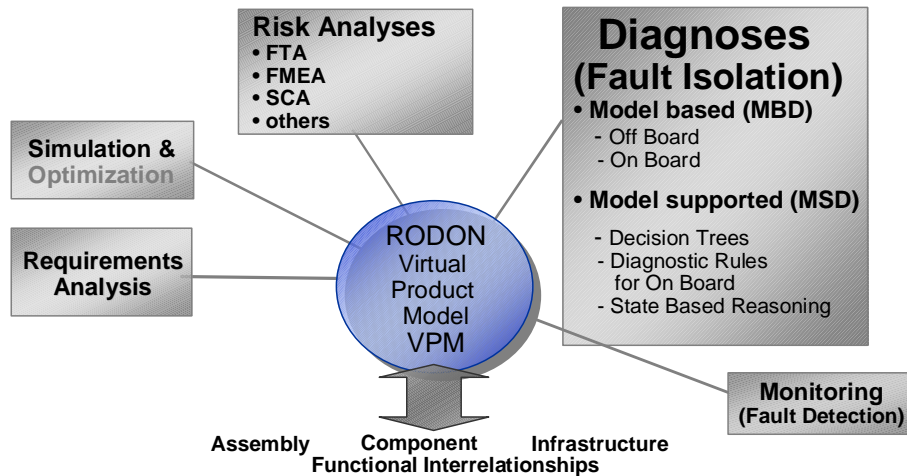 Risk Analyses
• FTA
• FMEA
• SCA
• others
Diagnoses
(Fault Isolation)
• Model based (MBD)
- Off Board
- On Board
• Model supported (MSD)
- Decision Trees
- Diagnostic Rules
for On Board
- State Based Reasoning
Simulation &
Optimization
Requirements
Analysis
RODON
Virtual
Product
Model
VPM
Monitoring
(Fault Detection)
Assembly Component Infrastructure
Functional Interrelationships